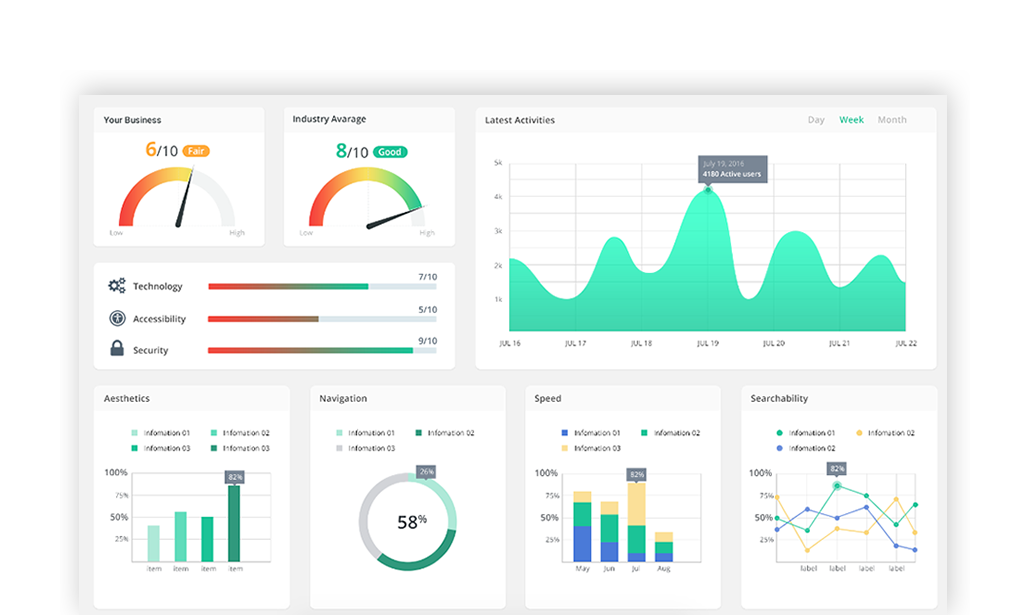 Your Business
6/10 Fair
Low High
Industry Avarage
8/10 Good
Low High
Latest Activities
Day Week Month
July 19, 2016
4180 Active users
5k
4k
3k
2k
1k
JUL 16 JUL 17 JUL 18 JUL 19 JUL 20 JUL 21 JUL 22
Technology 7/10
Accessibility 5/10
Security 9/10
Aesthetics
Infomation 01 Infomation 02
Infomation 03 Infomation 03
82%
100%
75%
50%
25%
item item item item
Navigation
Infomation 01 Infomation 02
Infomation 03
26%
58%
Speed
Infomation 01 Infomation 02
Infomation 03
82%
100%
75%
50%
25%
May Jun Jul Aug
Searchability
Infomation 01 Infomation 02
Infomation 02
82%
100%
75%
50%
25%
label label label label